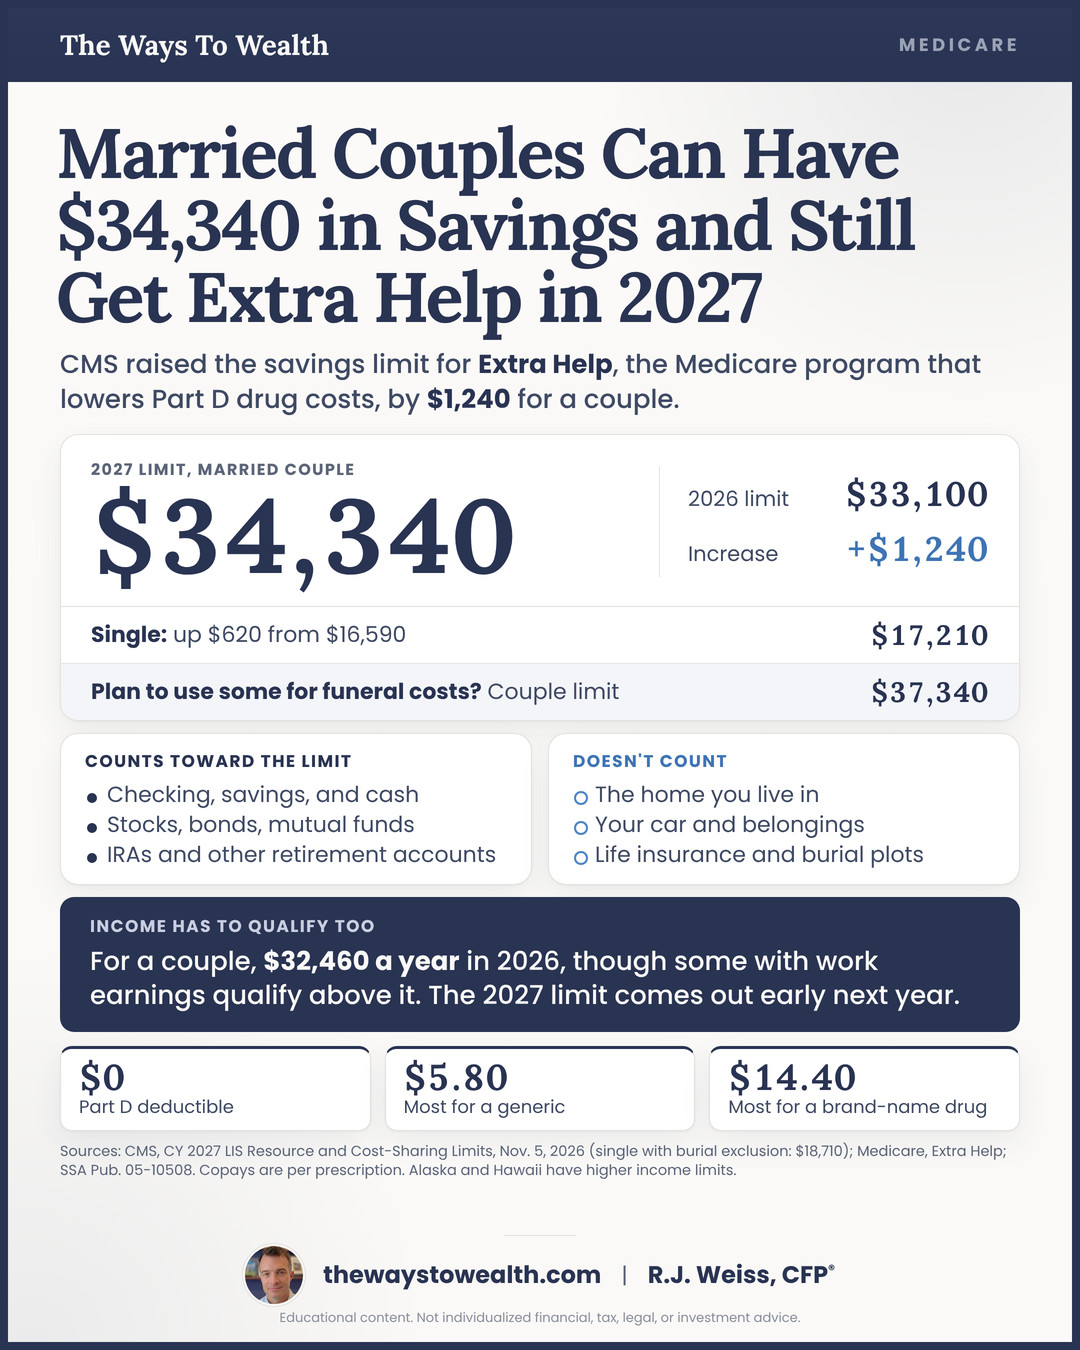 The Ways To Wealth
MEDICARE
Married Couples Can Have
$34,340 in Savings and Still
Get Extra Help in 2027
CMS raised the savings limit for Extra Help, the Medicare program that
lowers Part D drug costs, by $1,240 for a couple.
2027 LIMIT, MARRIED COUPLE
$34,340
2026 limit $33,100
Increase +$1,240
Single: up $620 from $16,590 $17,210
Plan to use some for funeral costs? Couple limit $37,340
COUNTS TOWARD THE LIMIT
Checking, savings, and cash
Stocks, bonds, mutual funds
IRAs and other retirement accounts
DOESN'T COUNT
The home you live in
Your car and belongings
Life insurance and burial plots
INCOME HAS TO QUALIFY TOO
For a couple, $32,460 a year in 2026, though some with work
earnings qualify above it. The 2027 limit comes out early next year.
$0
Part D deductible
$5.80
Most for a generic
$14.40
Most for a brand-name drug
Sources: CMS, CY 2027 LIS Resource and Cost-Sharing Limits, Nov. 5, 2026 (single with burial exclusion: $18,710); Medicare, Extra Help;
SSA Pub. 05-10508. Copays are per prescription. Alaska and Hawaii have higher income limits.
thewaystowealth.com | R.J. Weiss, CFP®
Educational content. Not individualized financial, tax, legal, or investment advice.